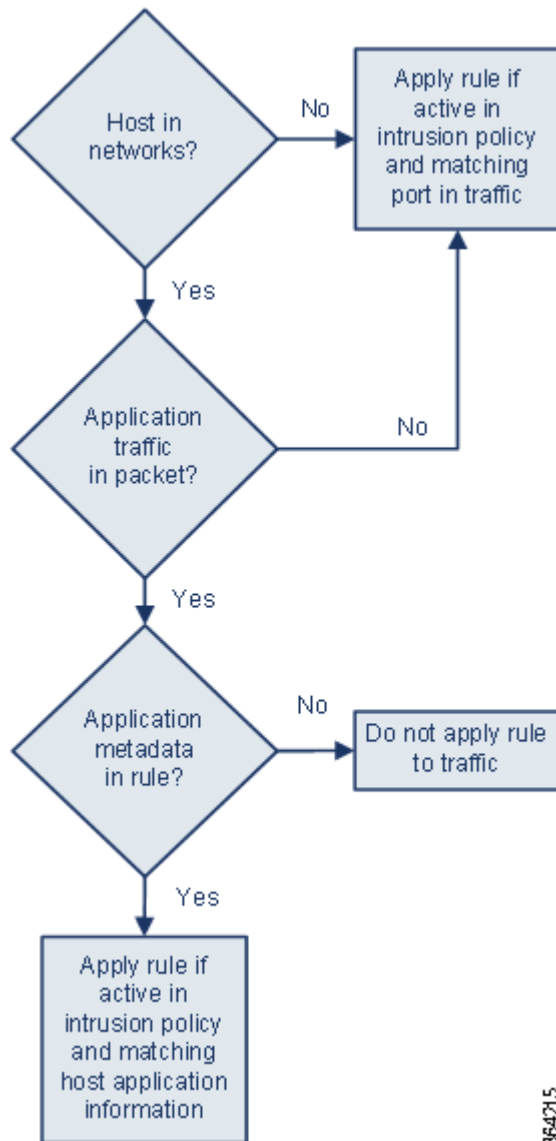 Host in
networks?
No
Apply rule if
active in
intrusion policy
and matching
port in traffic
Yes
Application
traffic
in packet?
No
Yes
Application
metadada
in rule?
No
Do not apply rule
to traffic
Yes
Apply rule if
active in
intrusion policy
and matching
host application
information